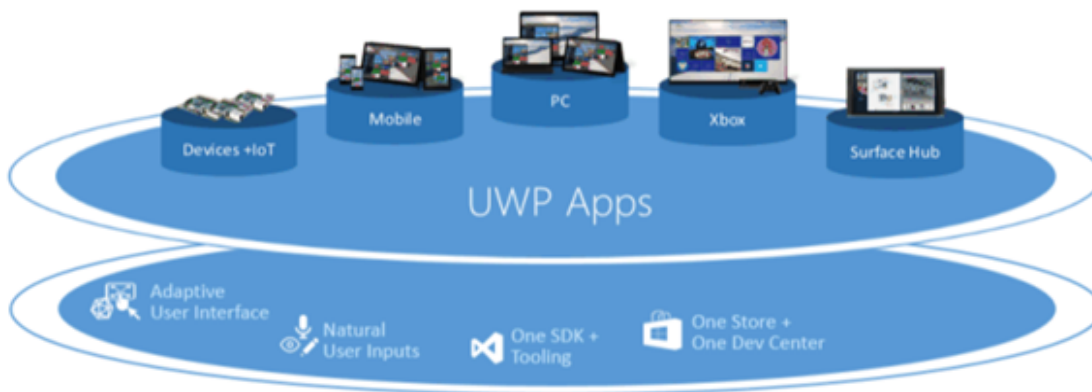 PC
Mobile
Xbox
Devices +IoT
Surface Hub
UWP Apps
Adaptive
User Interface
Natural
User Inputs
One SDK +
Tooling
One Store +
One Dev Center